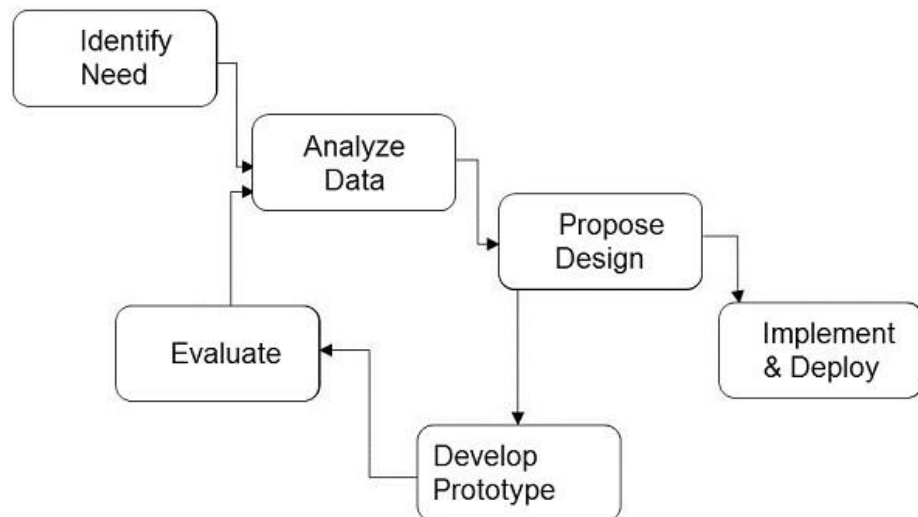 Identify
Need
Analyze
Data
Propose
Design
Implement
& Deploy
Evaluate
Develop
Prototype